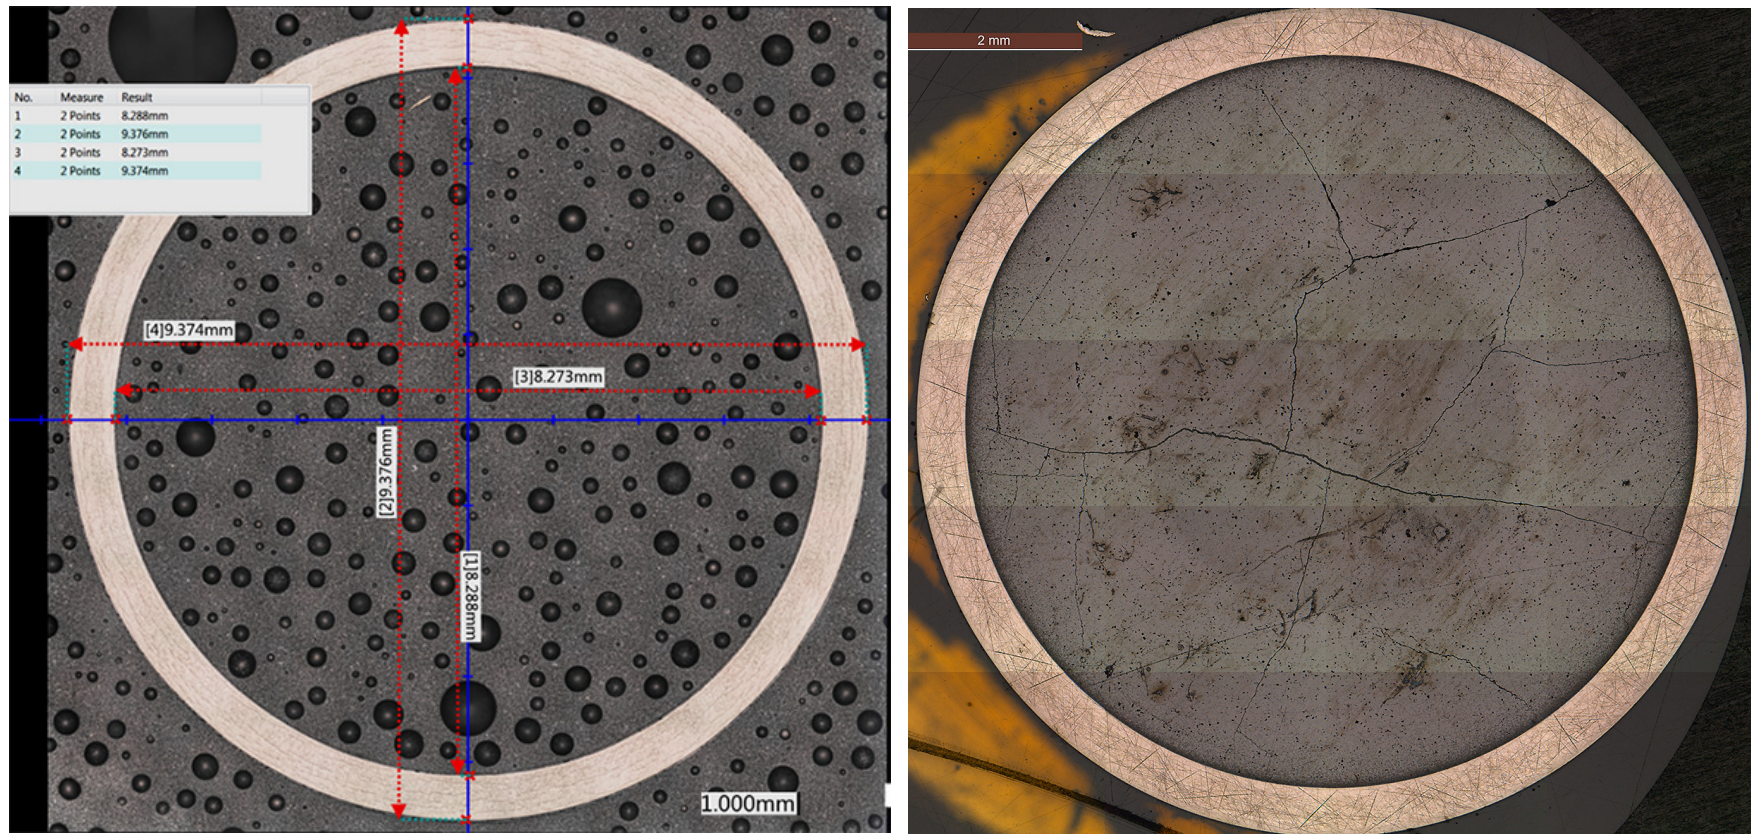 No. Measure Result
1 2 Points 8.288mm
2 2 Points 9.376mm
3 2 Points 8.273mm
4 2 Points 9.374mm
[4]9.374mm
[3]8.273mm
[2]9.376mm
[1]8.288mm
1.000mm
2 mm